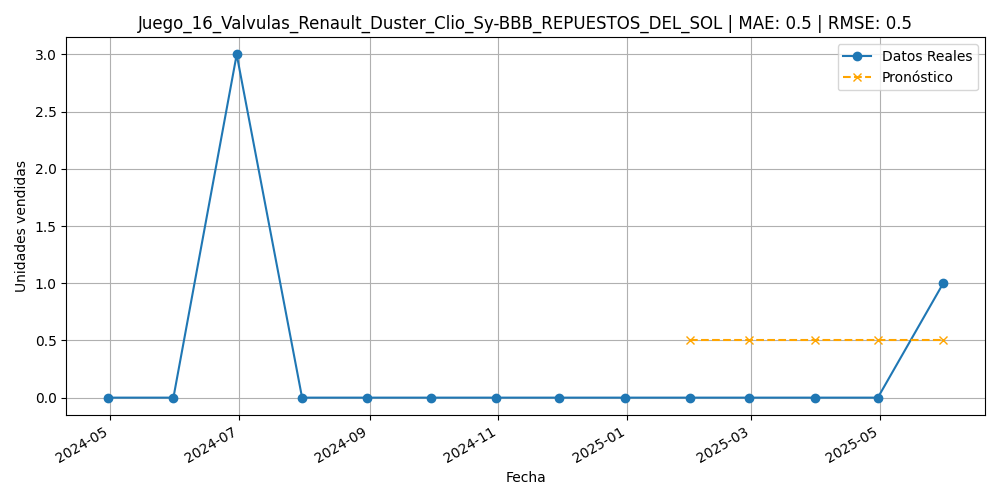 Juego_16_Valvulas_Renault_Duster_Clio_Sy-BBB_REPUESTOS_DEL_SOL | MAE: 0.5 | RMSE: 0.5
Datos Reales
Pronóstico
Unidades vendidas
3.0
2.5
2.0
1.5
1.0
0.5
0.0
2024-05
2024-07
2024-09
2024-11
2025-01
2025-03
2025-05
Fecha